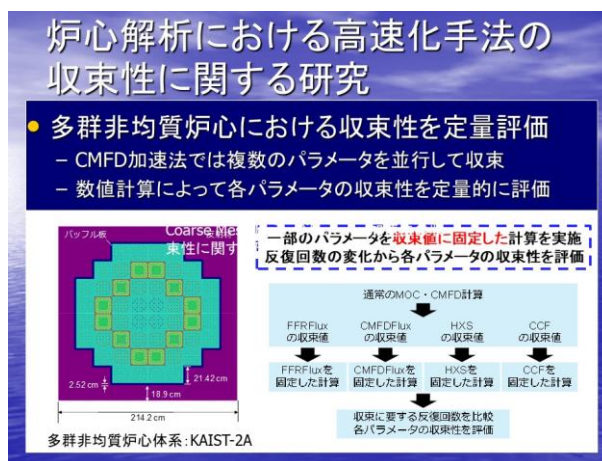 炉心解析における高速化手法の
収束性に関する研究
多群非均質炉心における収束性を定量評価
– CMFD加速法では複数のパラメータを並行して収束
– 数値計算によって各パラメータの収束性を定量的に評価
バッフル板
Coarse Mes
束性に関す
2.52 cm
21.42 cm
18.9 cm
214.2 cm
多群非均質炉心体系:KAIST-2A
一部のパラメータを収束値に固定した計算を実施
反復回数の変化から各パラメータの収束性を評価
通常のMOC・CMFD計算
FFRFlux
の収束値
CMFDFlux
の収束値
HXS
の収束値
CCF
の収束値
FFRFluxを
固定した計算
CMFDFluxを
固定した計算
HXSを
固定した計算
CCFを
固定した計算
収束に要する反復回数を比較
各パラメータの収束性を評価